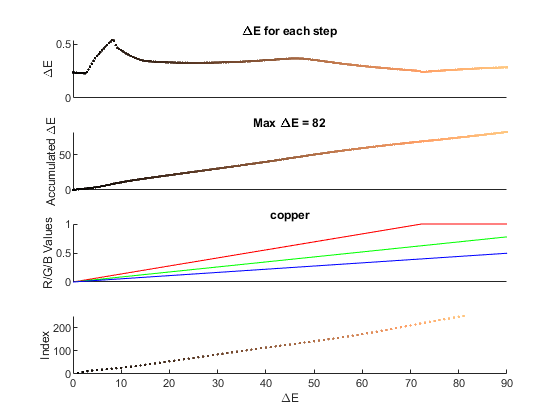 ΔE for each step
ΔE
0.5
0
Max ΔE = 82
Accumulated ΔE
50
0
copper
R/G/B Values
1
0.5
0
Index
200
100
0
0 10 20 30 40 50 60 70 80 90
ΔE